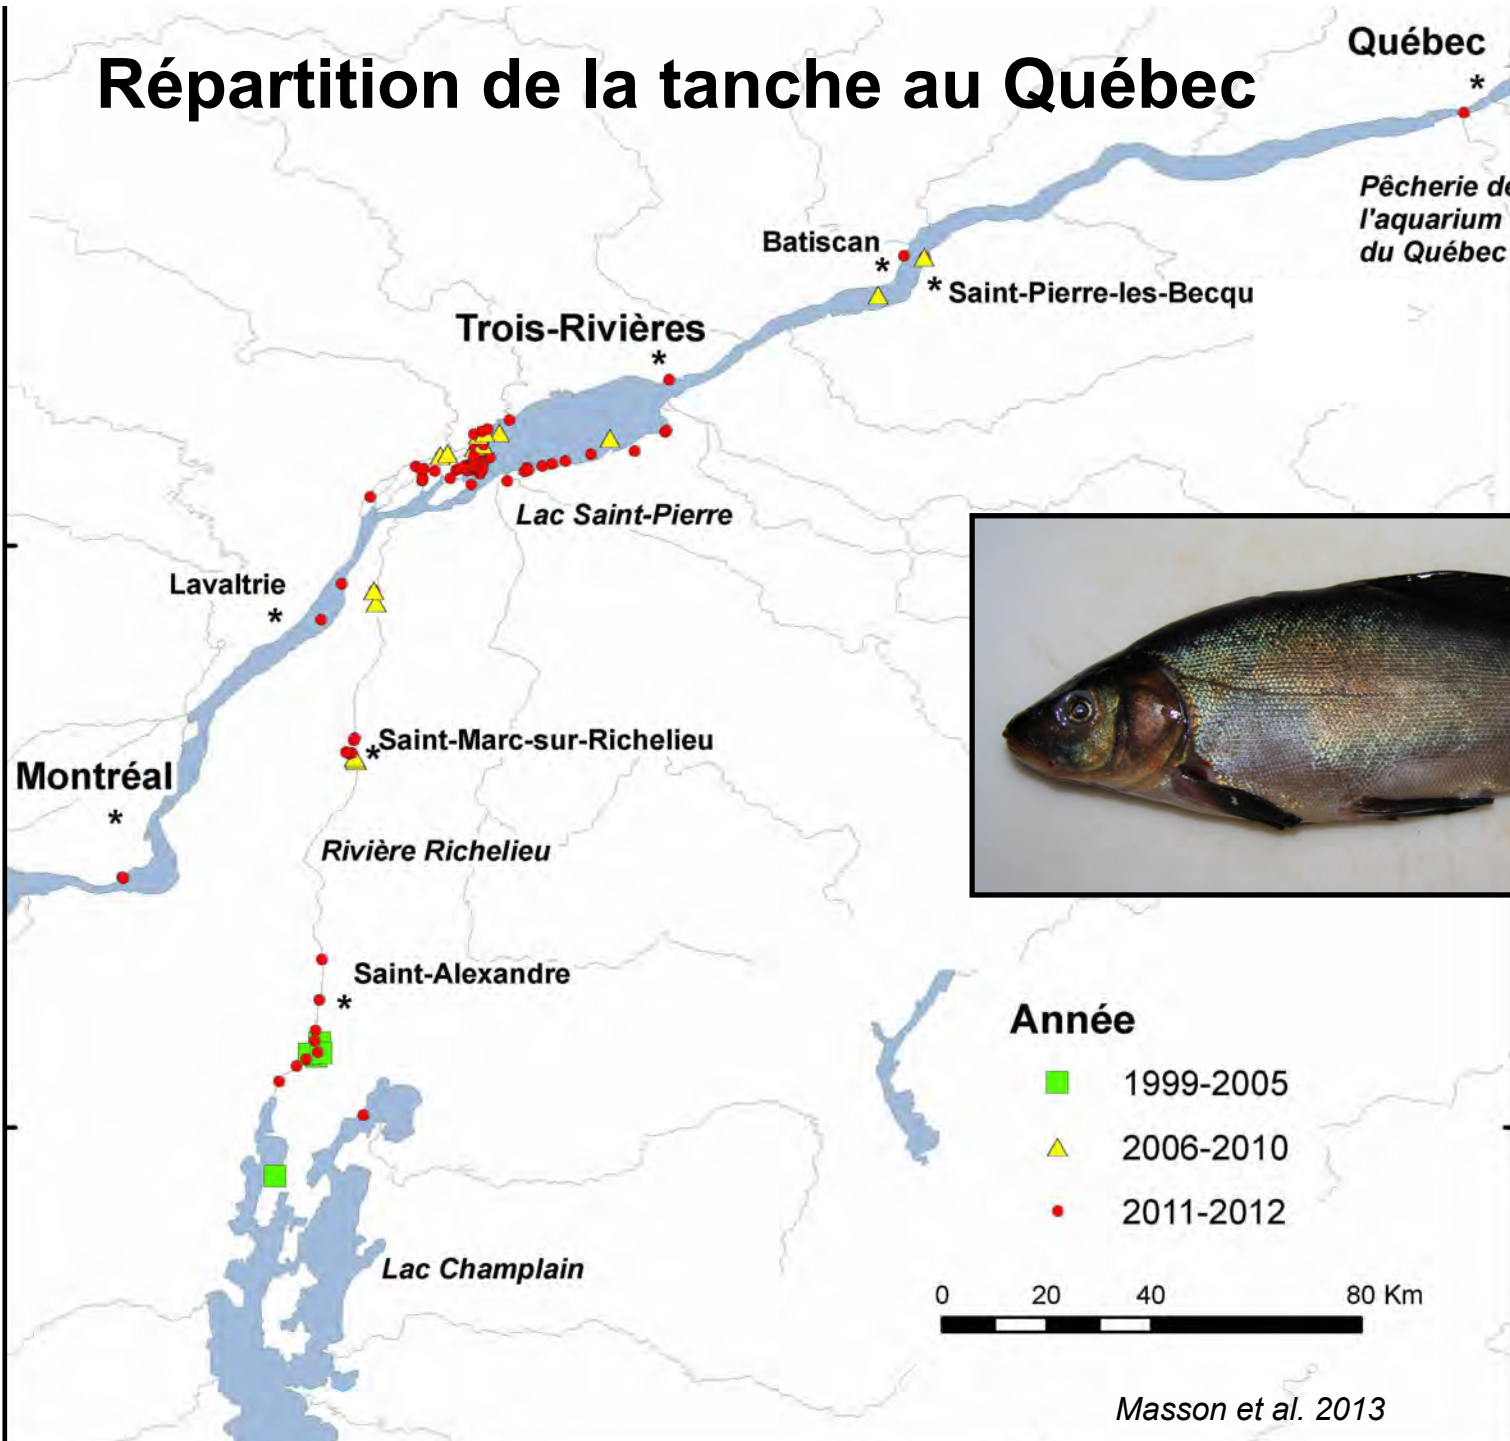 Répartition de la tanche au Québec
Québec
*
Pêcherie de
l'aquarium
du Québec
Batiscan
*
* Saint-Pierre-les-Becqu
Trois-Rivières
*
Lac Saint-Pierre
Lavaltrie
*
*Saint-Marc-sur-Richelieu
Montréal
*
Rivière Richelieu
Saint-Alexandre
*
Lac Champlain
Année
1999-2005
2006-2010
2011-2012
0 20 40 80 Km
Masson et al. 2013